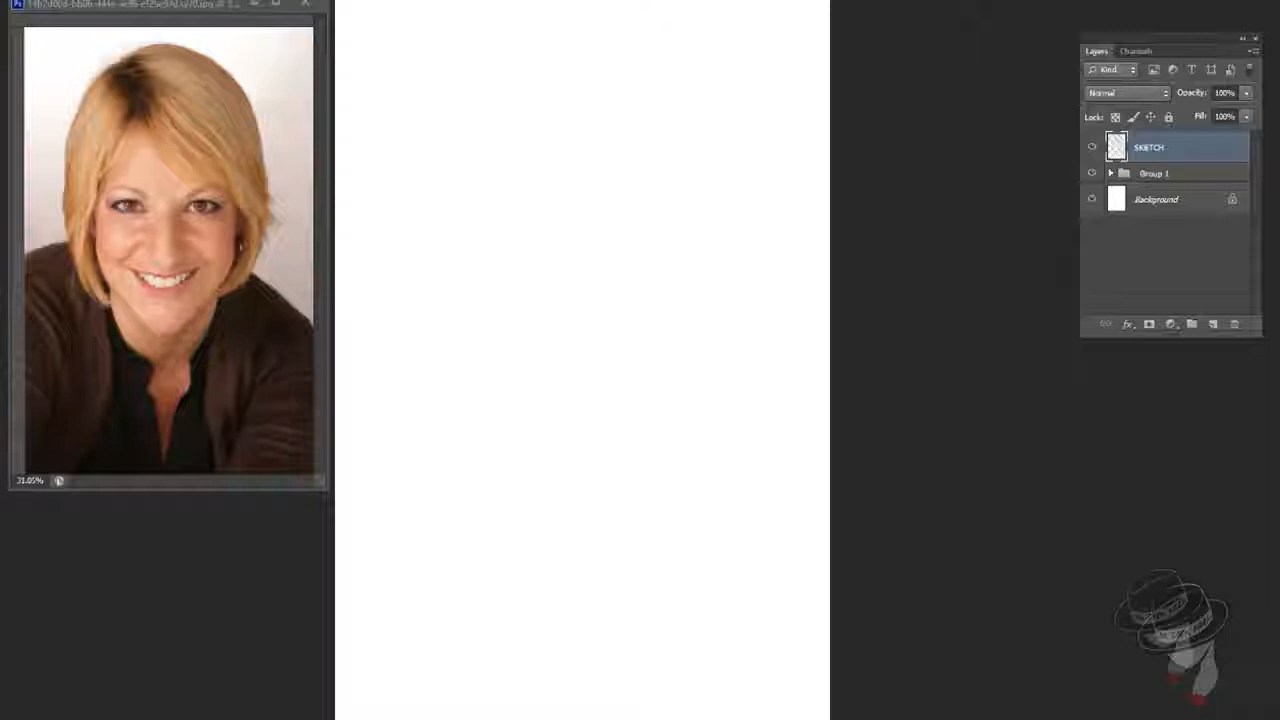 31.05%
Layers Channels
Kind
Normal Opacity: 100%
Lock: Fill: 100%
SKETCH
Group 1
Background